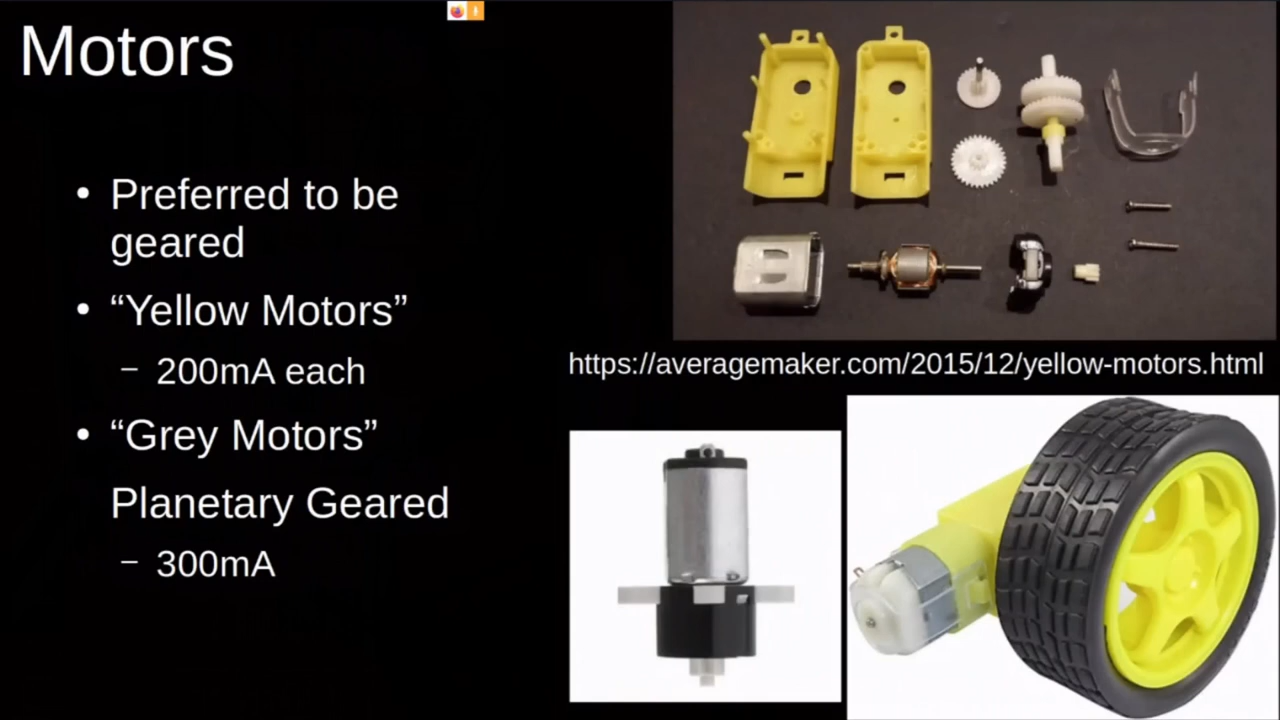 Motors
• Preferred to be
geared
• “Yellow Motors”
– 200mA each
• “Grey Motors”
Planetary Geared
– 300mA
https://averagemaker.com/2015/12/yellow-motors.html